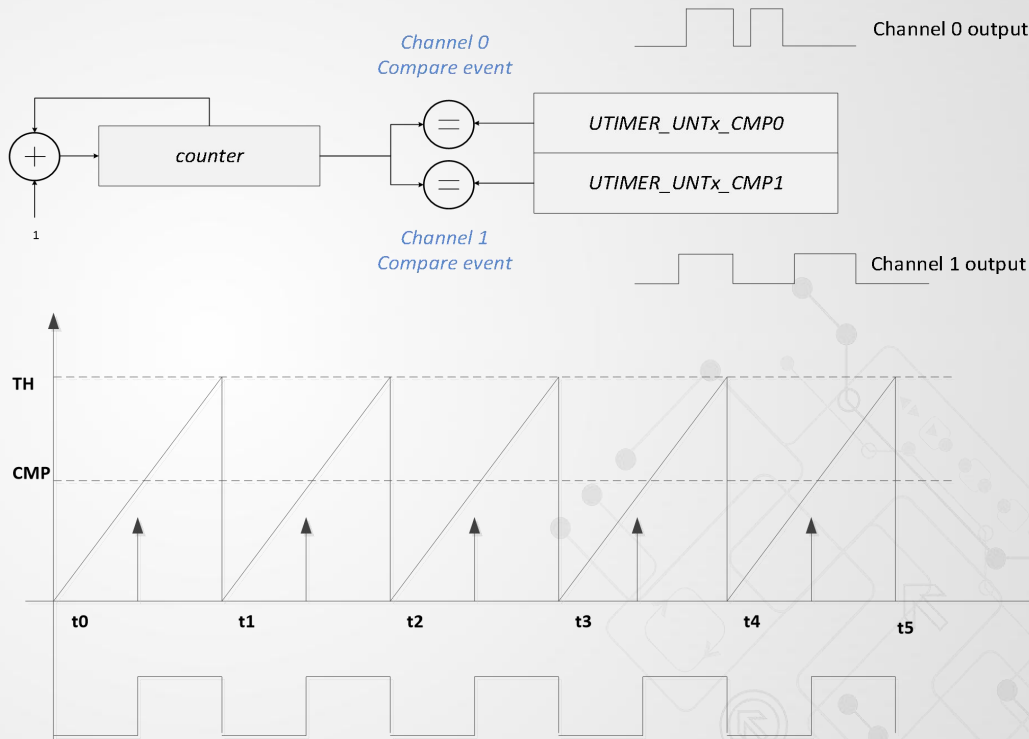 Channel 0 output
Channel 0
Compare event
UTIMER_UNTx_CMP0
counter
UTIMER_UNTx_CMP1
1
Channel 1
Compare event
Channel 1 output
TH
CMP
t0
t1
t2
t3
t4
t5